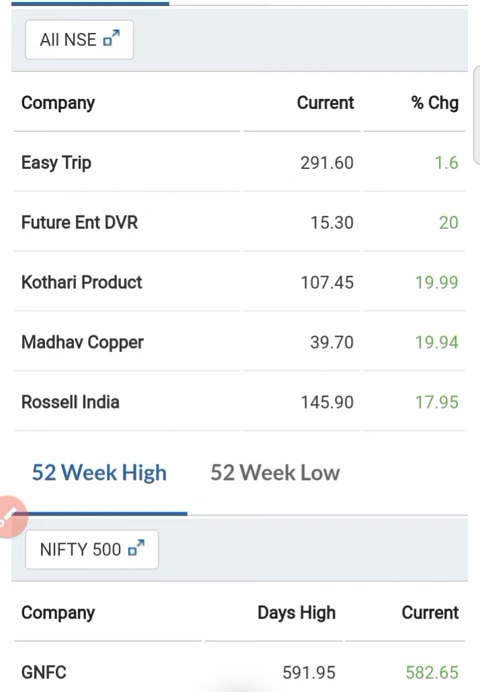 All NSE
Company Current % Chg
Easy Trip 291.60 1.6
Future Ent DVR 15.30 20
Kothari Product 107.45 19.99
Madhav Copper 39.70 19.94
Rossell India 145.90 17.95
52 Week High 52 Week Low
NIFTY 500
Company Days High Current
GNFC 591.95 582.65